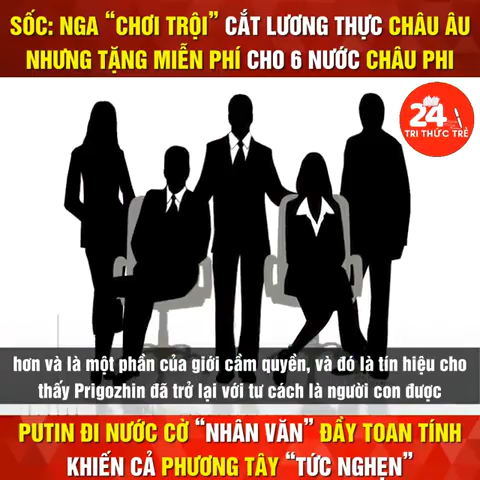 SỐC: NGA “CHƠI TRỘI” CẮT LƯƠNG THỰC CHÂU ÂU
NHƯNG TẶNG MIỄN PHÍ CHO 6 NƯỚC CHÂU PHI
24
TRI THỨC TRẺ
hơn và là một phần của giới cầm quyền, và đó là tín hiệu cho
thấy Prigozhin đã trở lại với tư cách là người con được
PUTIN ĐI NƯỚC CỜ “NHÂN VĂN” ĐẦY TOAN TÍNH
KHIẾN CẢ PHƯƠNG TÂY “TỨC NGHẸN”